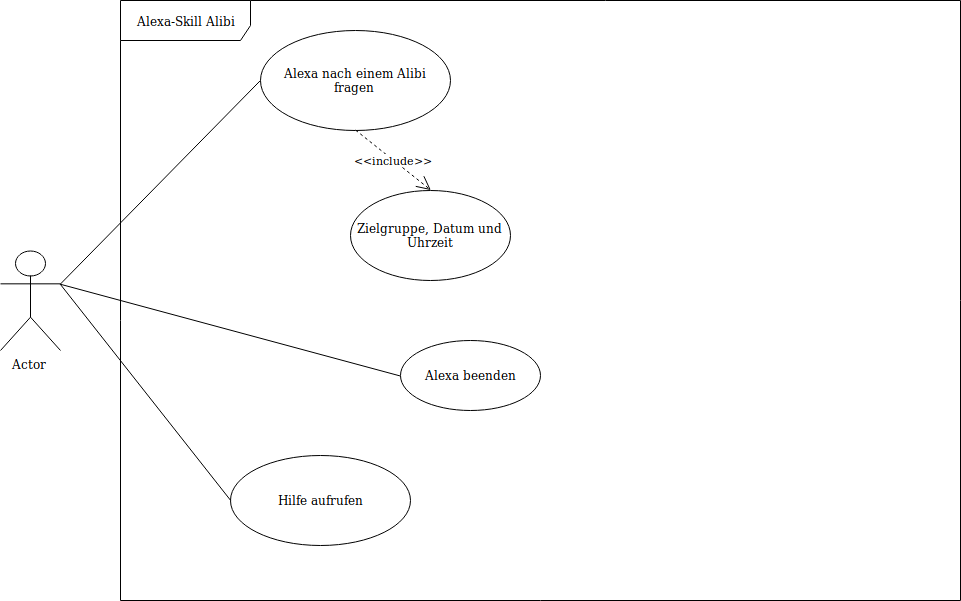 Alexa-Skill Alibi
Alexa nach einem Alibi
fragen
<<include>>
Zielgruppe, Datum und
Uhrzeit
Actor
Alexa beenden
Hilfe aufrufen